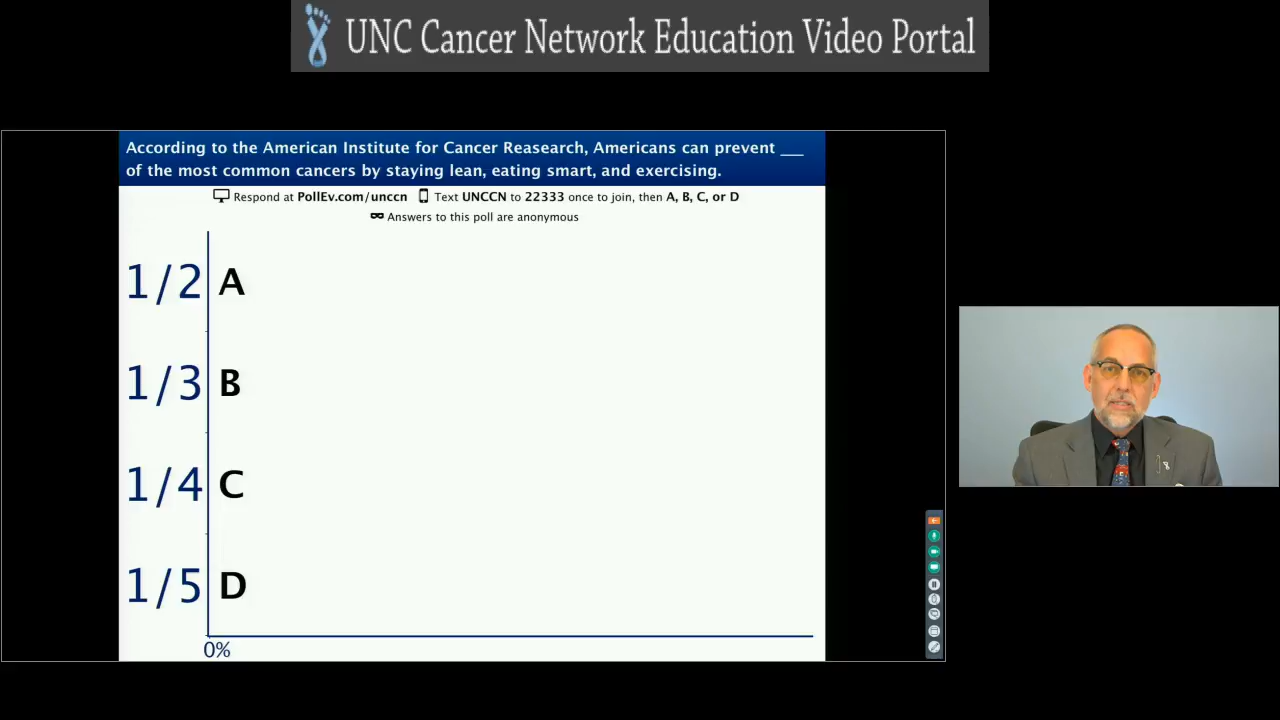 UNC Cancer Network Education Video Portal
According to the American Institute for Cancer Reasearch, Americans can prevent ___
of the most common cancers by staying lean, eating smart, and exercising.
Respond at PollEv.com/unccn Text UNCCN to 22333 once to join, then A, B, C, or D
Answers to this poll are anonymous
1/2 A
1/3 B
1/4 C
1/5 D
0%